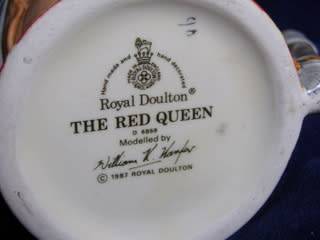 Hand made and hand decorated
Royal Doulton®
THE RED QUEEN
D 6859
Modelled by
William K Harper
© 1987 ROYAL DOULTON